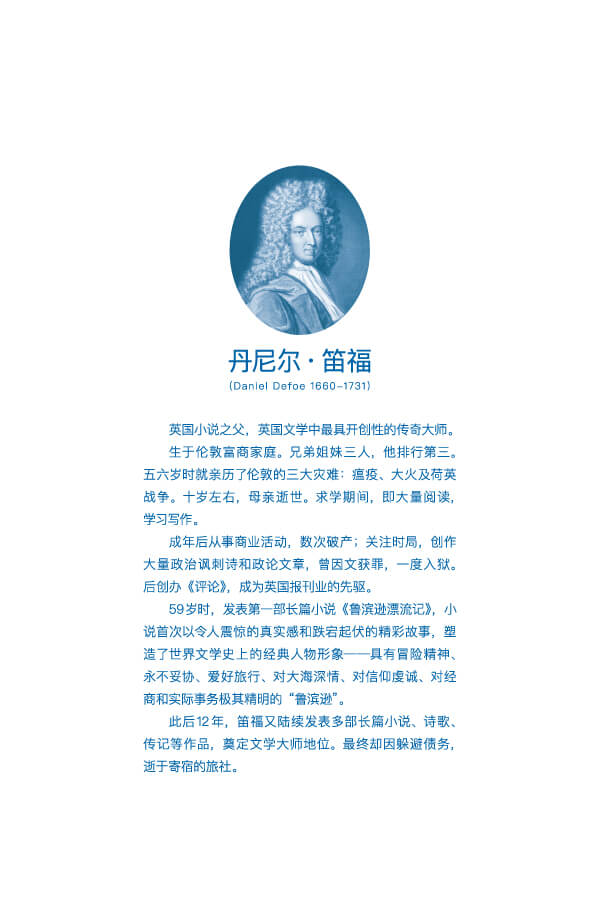 丹尼尔·笛福
(Daniel Defoe 1660–1731)
英国小说之父，英国文学中最具开创性的传奇大师。
生于伦敦富商家庭。兄弟姐妹三人，他排行第三。
五六岁时就亲历了伦敦的三大灾难：瘟疫、大火及荷英
战争。十岁左右，母亲逝世。求学期间，即大量阅读，
学习写作。
成年后从事商业活动，数次破产；关注时局，创作
大量政治讽刺诗和政论文章，曾因文获罪，一度入狱。
后创办《评论》，成为英国报刊业的先驱。
59岁时，发表第一部长篇小说《鲁滨逊漂流记》，小
说首次以令人震惊的真实感和跌宕起伏的精彩故事，塑
造了世界文学史上的经典人物形象——具有冒险精神、
永不妥协、爱好旅行、对大海深情、对信仰虔诚、对经
商和实际事务极其精明的“鲁滨逊”。
此后12年，笛福又陆续发表多部长篇小说、诗歌、
传记等作品，奠定文学大师地位。最终却因躲避债务，
逝于寄宿的旅社。